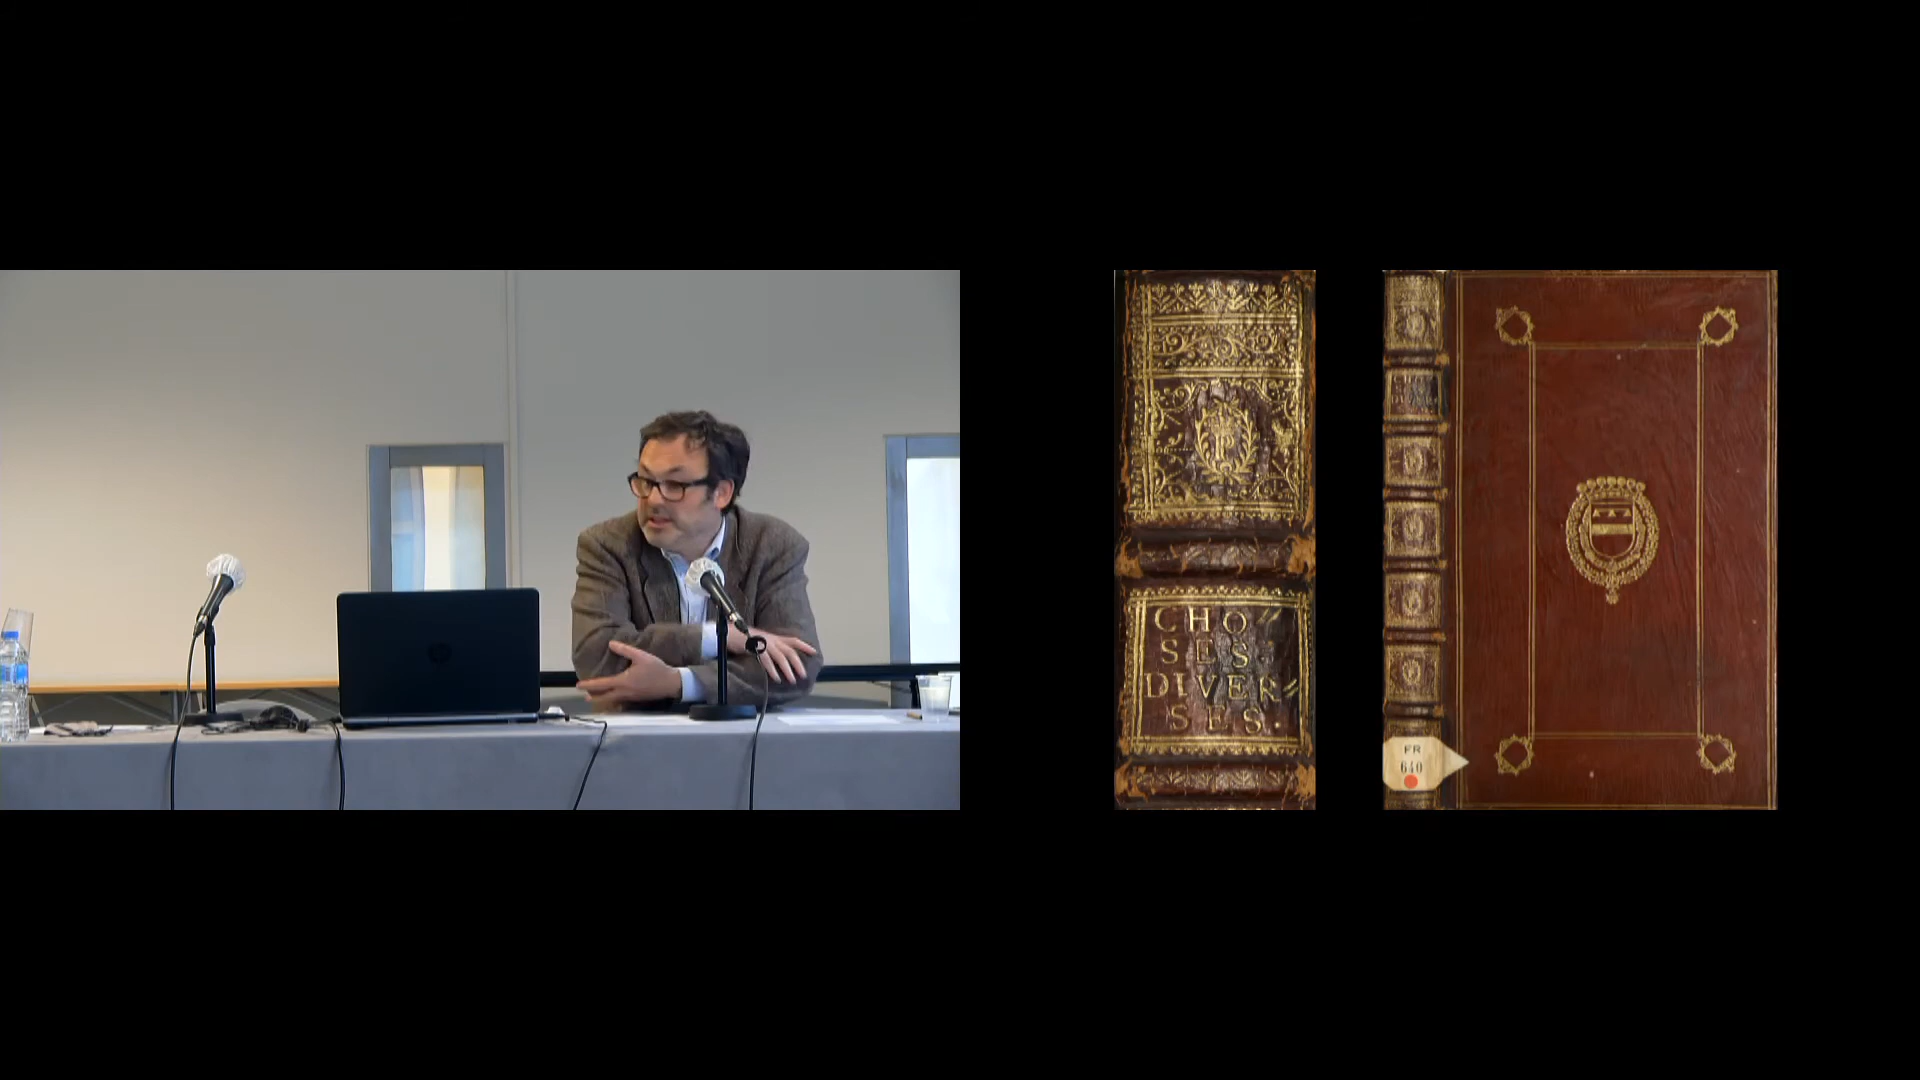 P
CHO
SES.
DIVER
SES.
FR
640